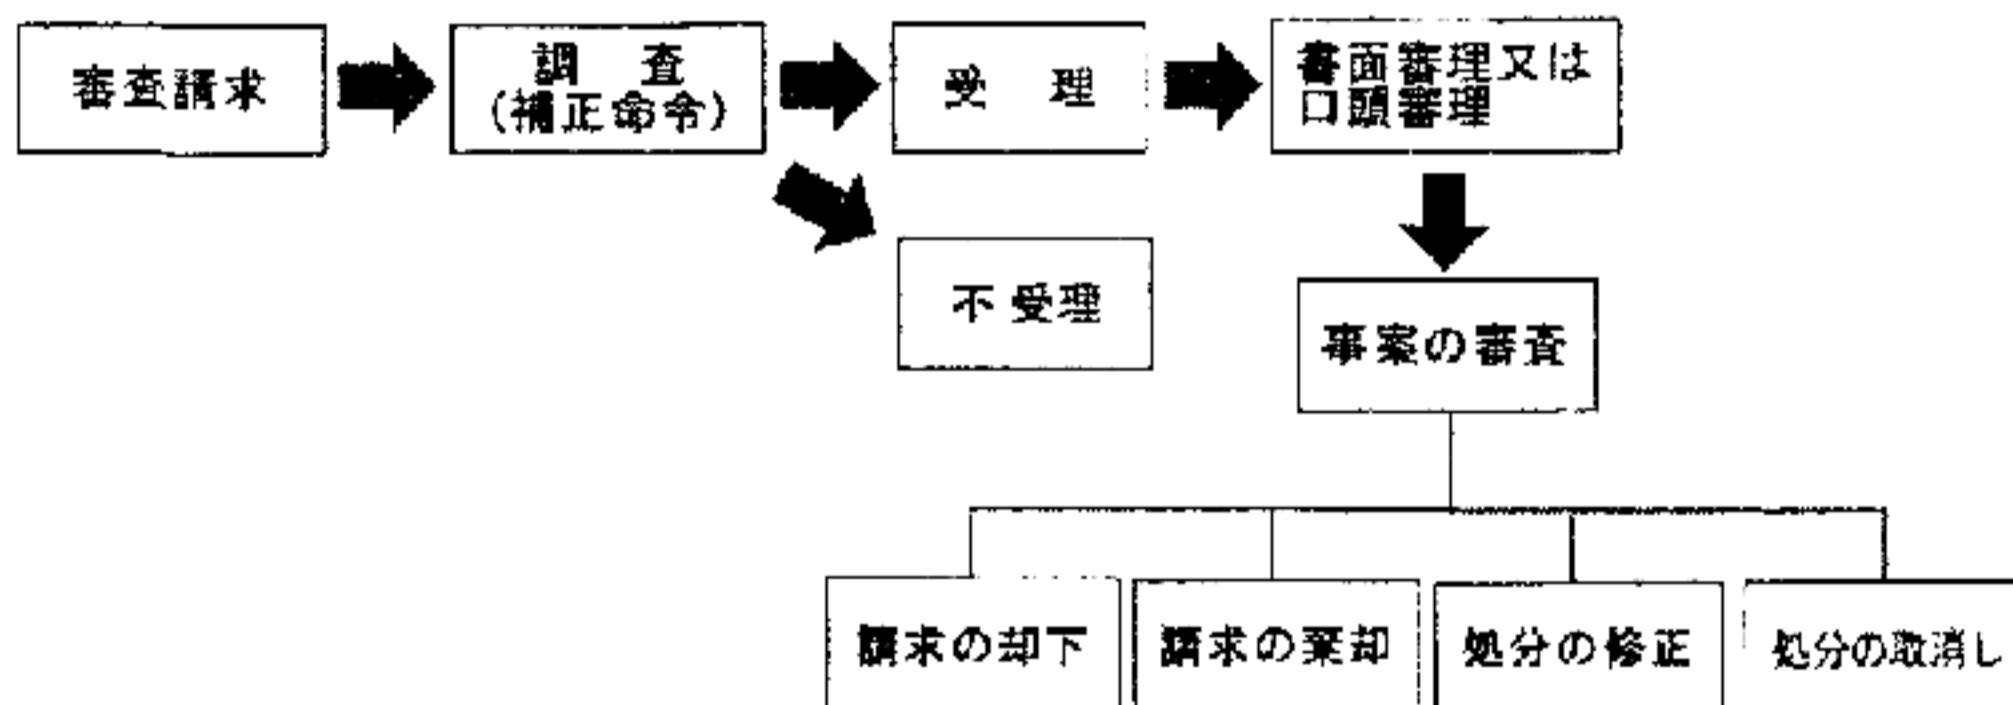 審査請求
調　査
(補正命令)
受　理
書面審理又は
口頭審理
不受理
事案の審査
請求の却下
請求の棄却
処分の修正
処分の取消し